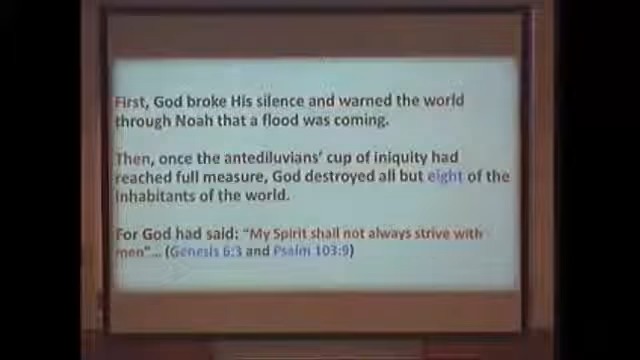 First, God broke His silence and warned the world
through Noah that a flood was coming.
Then, once the antediluvians' cup of iniquity had
reached full measure, God destroyed all but eight of the
inhabitants of the world.
For God had said: "My Spirit shall not always strive with
men"... (Genesis 6:3 and Psalm 103:9)